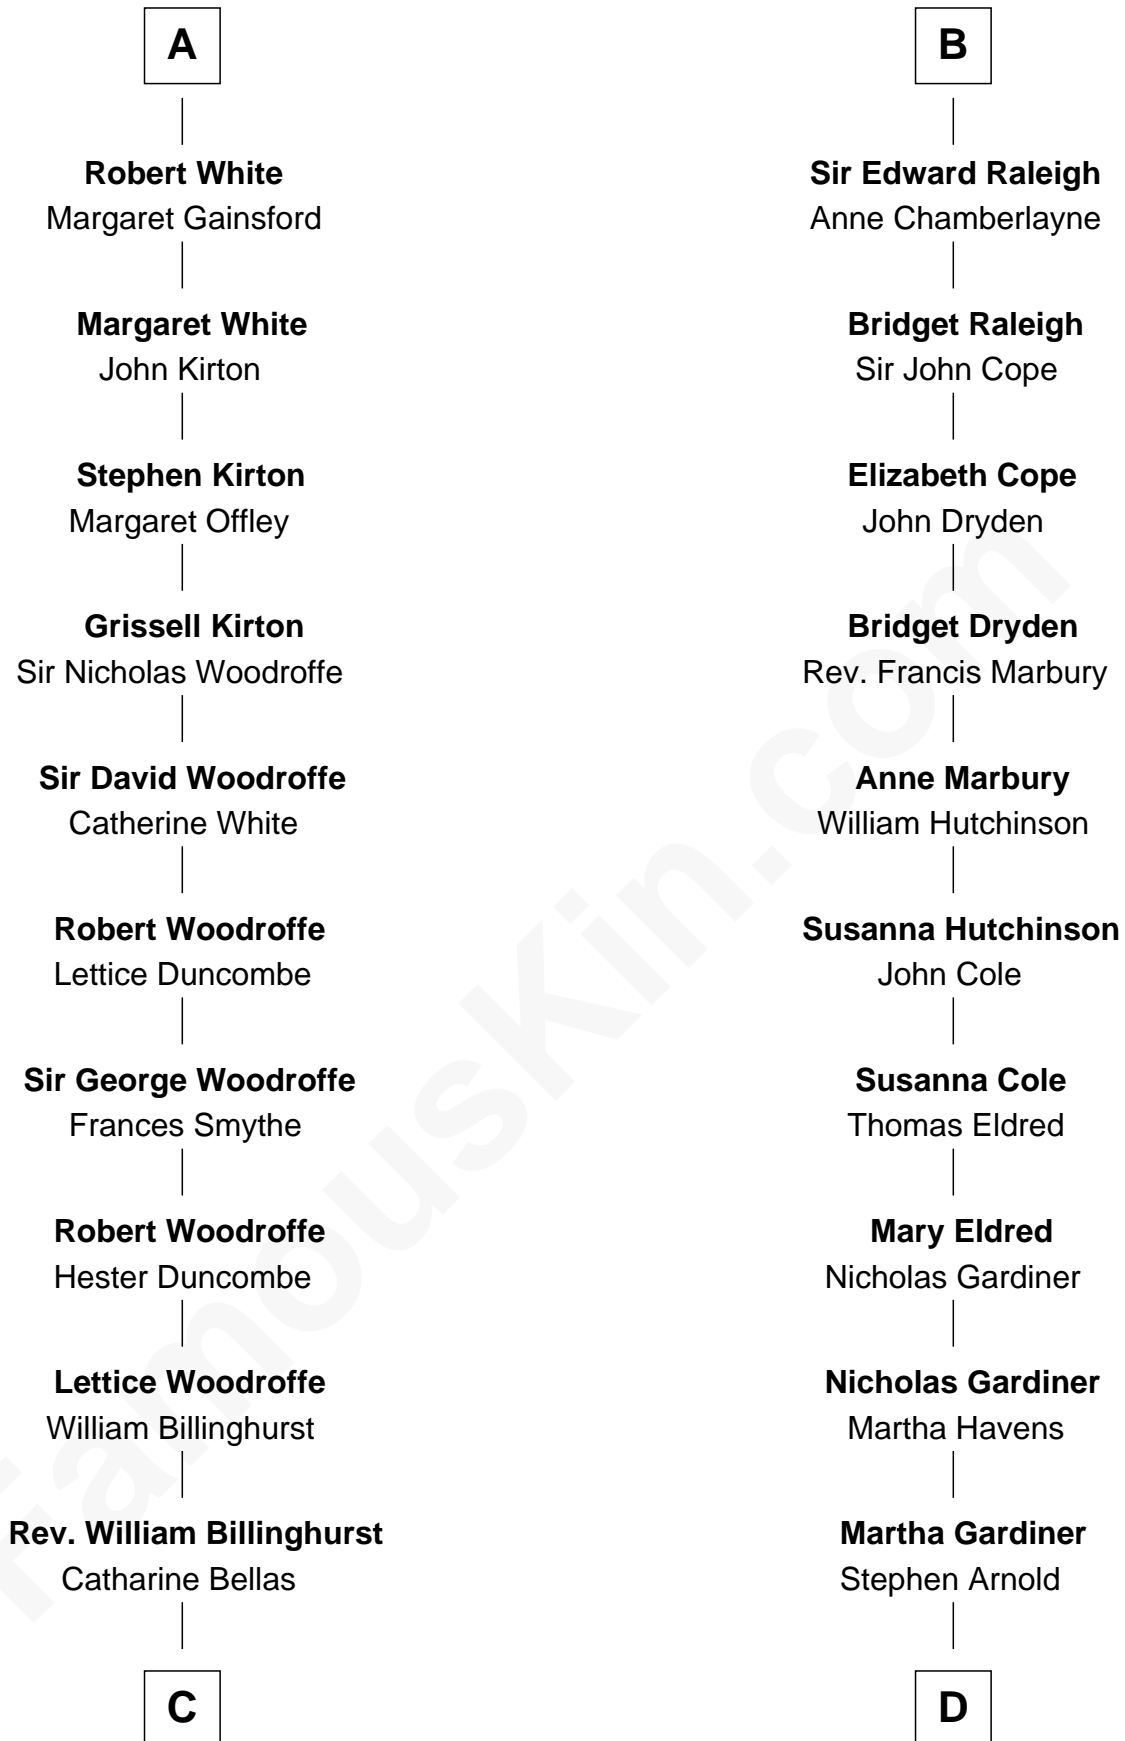 A
Robert White
Margaret Gainsford
Margaret White
John Kirton
Stephen Kirton
Margaret Offley
Grissell Kirton
Sir Nicholas Woodroffe
Sir David Woodroffe
Catherine White
Robert Woodroffe
Lettice Duncombe
Sir George Woodroffe
Frances Smythe
Robert Woodroffe
Hester Duncombe
Lettice Woodroffe
William Billinghurst
Rev. William Billinghurst
Catharine Bellas
C
B
Sir Edward Raleigh
Anne Chamberlayne
Bridget Raleigh
Sir John Cope
Elizabeth Cope
John Dryden
Bridget Dryden
Rev. Francis Marbury
Anne Marbury
William Hutchinson
Susanna Hutchinson
John Cole
Susanna Cole
Thomas Eldred
Mary Eldred
Nicholas Gardiner
Nicholas Gardiner
Martha Havens
Martha Gardiner
Stephen Arnold
D
FamousKin.com